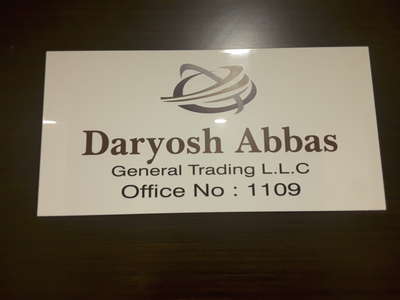 Daryosh Abbas
General Trading L.L.C
Office No : 1109